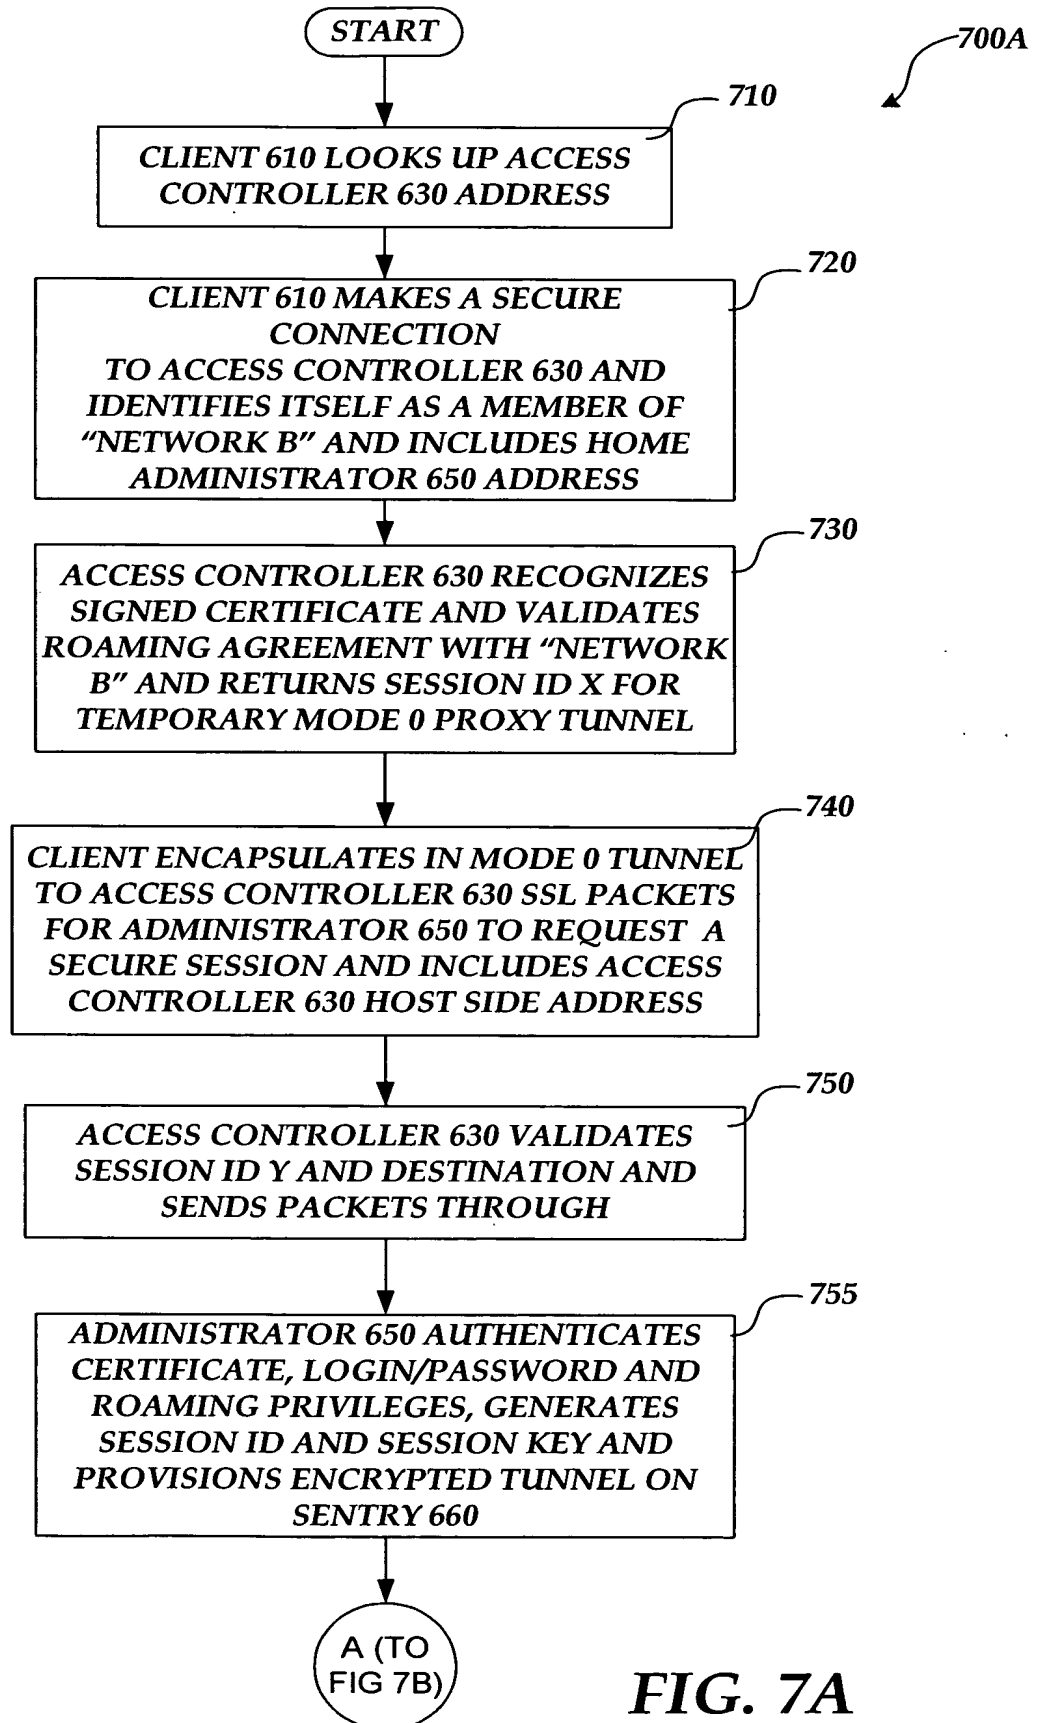 START
700A
710
CLIENT 610 LOOKS UP ACCESS
CONTROLLER 630 ADDRESS
720
CLIENT 610 MAKES A SECURE
CONNECTION
TO ACCESS CONTROLLER 630 AND
IDENTIFIES ITSELF AS A MEMBER OF
“NETWORK B” AND INCLUDES HOME
ADMINISTRATOR 650 ADDRESS
730
ACCESS CONTROLLER 630 RECOGNIZES
SIGNED CERTIFICATE AND VALIDATES
ROAMING AGREEMENT WITH “NETWORK
B” AND RETURNS SESSION ID X FOR
TEMPORARY MODE 0 PROXY TUNNEL
740
CLIENT ENCAPSULATES IN MODE 0 TUNNEL
TO ACCESS CONTROLLER 630 SSL PACKETS
FOR ADMINISTRATOR 650 TO REQUEST A
SECURE SESSION AND INCLUDES ACCESS
CONTROLLER 630 HOST SIDE ADDRESS
750
ACCESS CONTROLLER 630 VALIDATES
SESSION ID Y AND DESTINATION AND
SENDS PACKETS THROUGH
755
ADMINISTRATOR 650 AUTHENTICATES
CERTIFICATE, LOGIN/PASSWORD AND
ROAMING PRIVILEGES, GENERATES
SESSION ID AND SESSION KEY AND
PROVISIONS ENCRYPTED TUNNEL ON
SENTRY 660
A (TO
FIG 7B)
FIG. 7A